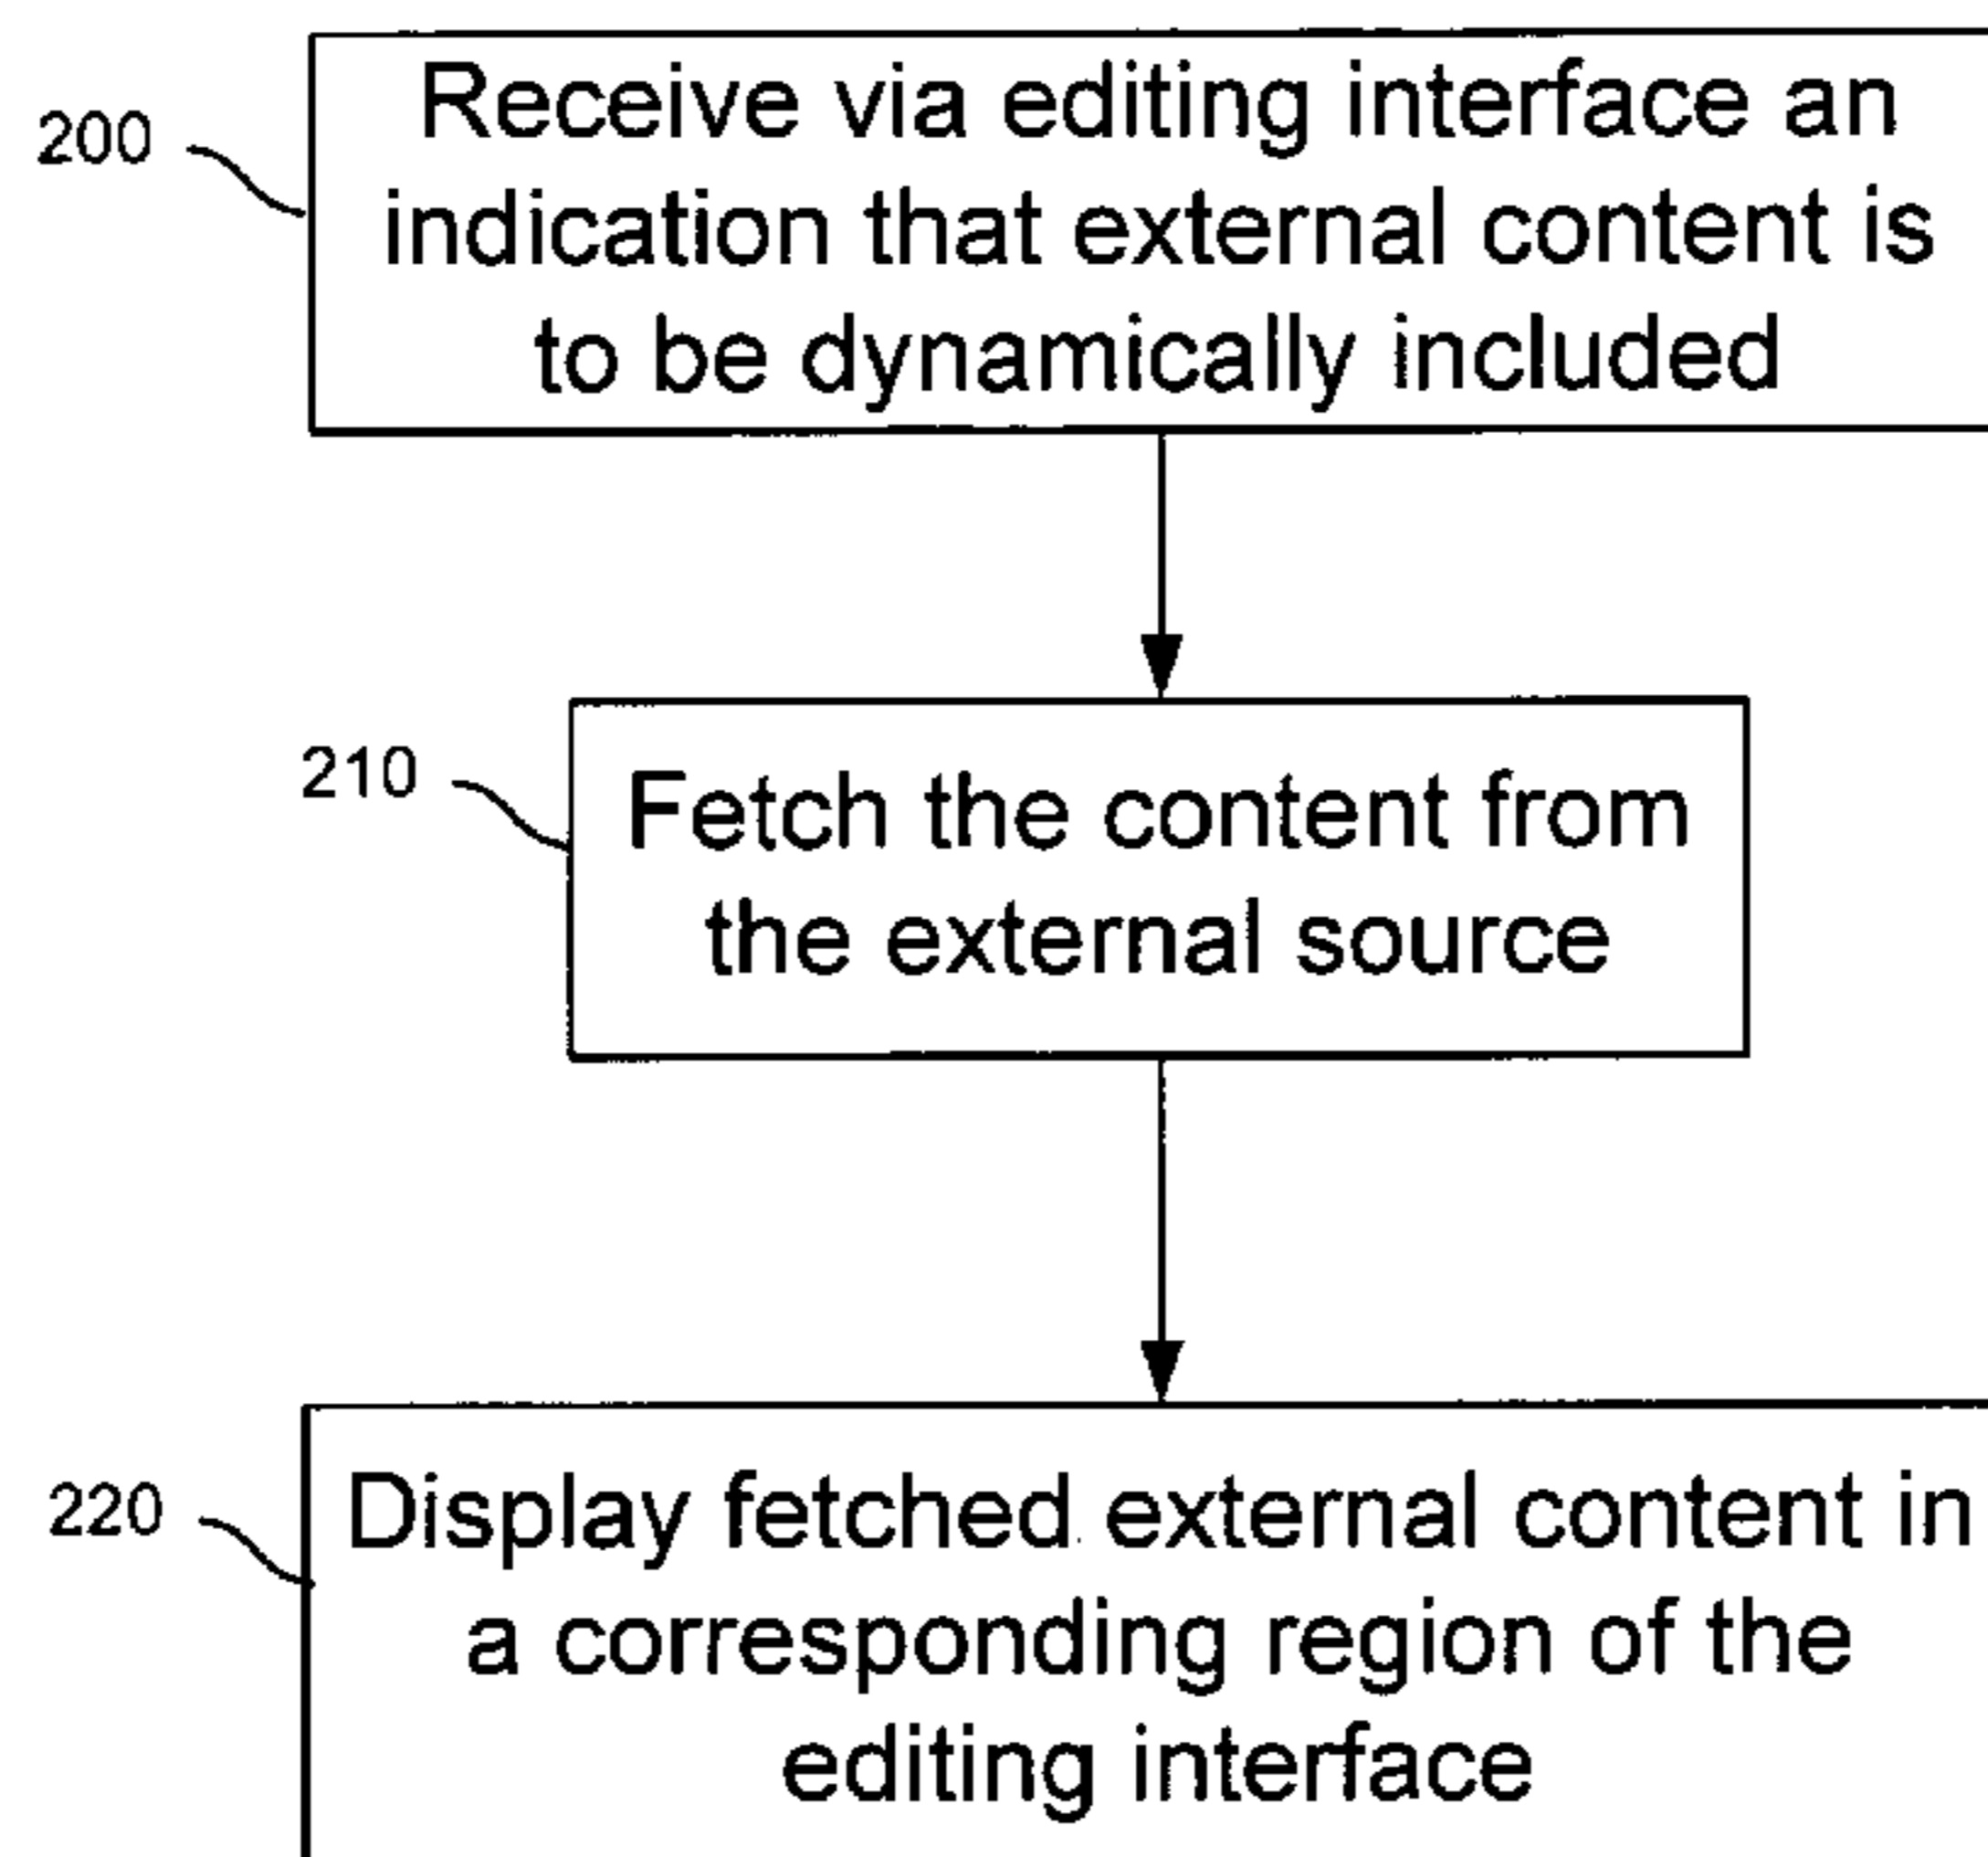 200
Receive via editing interface an
indication that external content is
to be dynamically included
210
Fetch the content from
the external source
220
Display fetched external content in
a corresponding region of the
editing interface